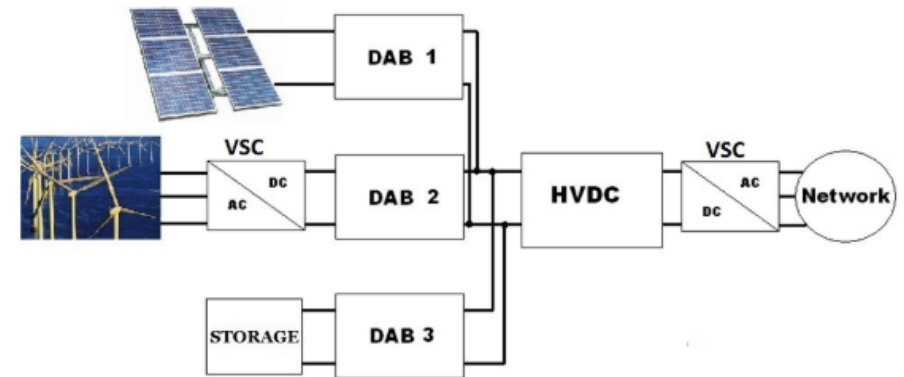 DAB 1
VSC
DC
AC
DAB 2
HVDC
VSC
AC
DC
Network
STORAGE
DAB 3